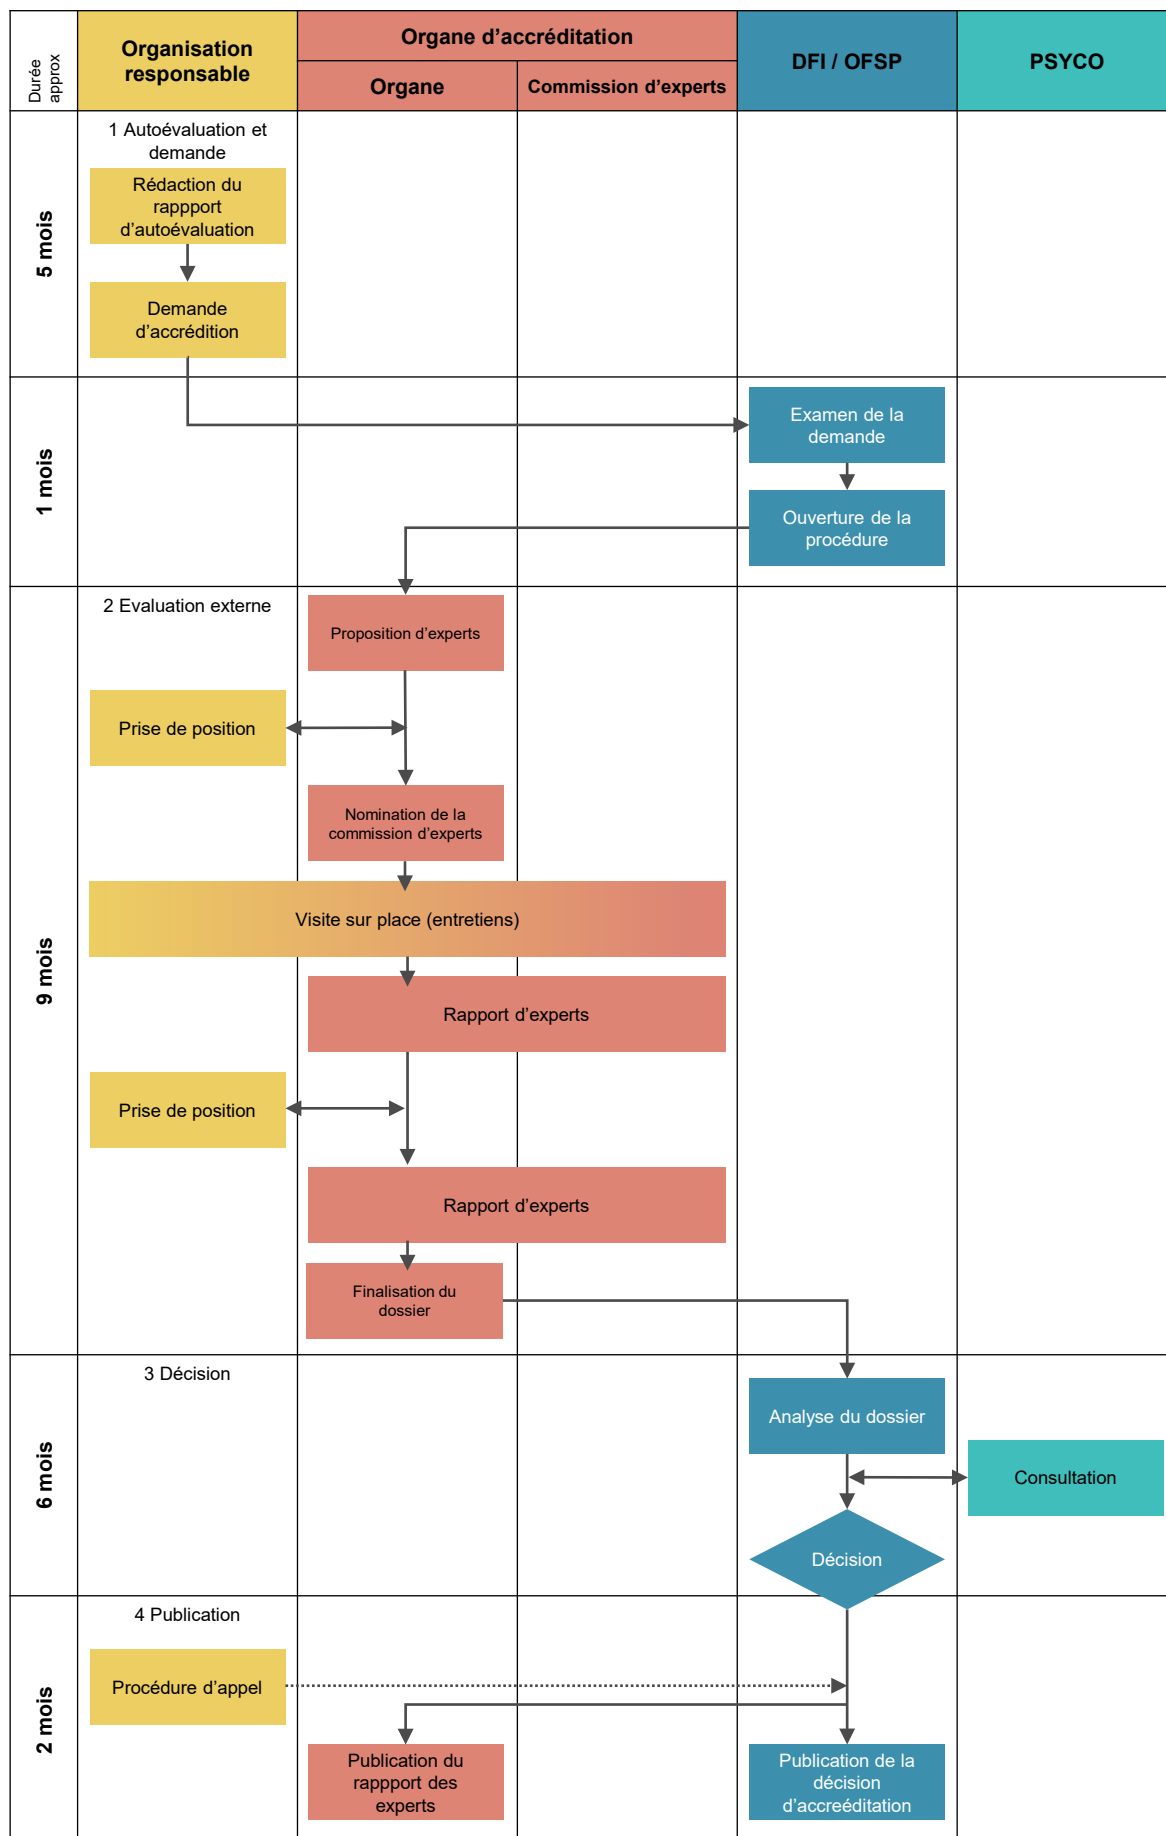 Durée
approx
Organisation
responsable
Organe d’accréditation
Organe
Commission d’experts
DFI / OFSP
PSYCO
5 mois
1 Autoévaluation et
demande
Rédaction du
rappport
d’autoévaluation
Demande
d’accrédition
1 mois
Examen de la
demande
Ouverture de la
procédure
9 mois
2 Evaluation externe
Proposition d’experts
Prise de position
Nomination de la
commission d’experts
Visite sur place (entretiens)
Rapport d’experts
Prise de position
Rapport d’experts
Finalisation du
dossier
6 mois
3 Décision
Analyse du dossier
Consultation
Décision
2 mois
4 Publication
Procédure d’appel
Publication du
rappport des
experts
Publication de la
décision
d’accreéditation